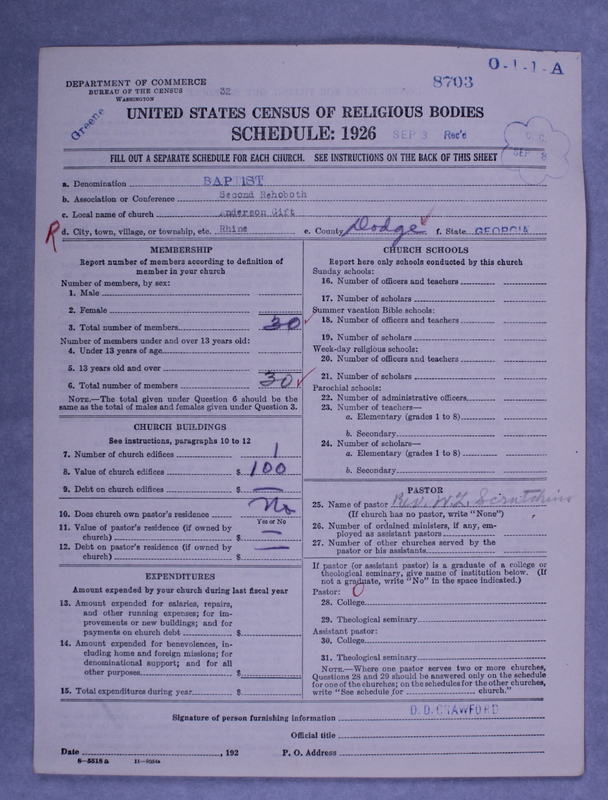 O-1-1-A
8703
DEPARTMENT OF COMMERCE
BUREAU OF THE CENSUS
WASHINGTON
32
Greene
UNITED STATES CENSUS OF RELIGIOUS BODIES
SCHEDULE: 1926
SEP 3 Rec'd
SEP 8
FILL OUT A SEPARATE SCHEDULE FOR EACH CHURCH. SEE INSTRUCTIONS ON THE BACK OF THIS SHEET
a. Denomination BAPTIST
b. Association or Conference Second Rehoboth
c. Local name of church Anderson Gift
R d. City, town, village, or township, etc. Rhine e. County Dodge f. State GEORGIA
MEMBERSHIP
Report number of members according to definition of
member in your church
Number of members, by sex:
1. Male
2. Female
3. Total number of members 30
Number of members under and over 13 years old:
4. Under 13 years of age
5. 13 years old and over
6. Total number of members 30
NOTE.—The total given under Question 6 should be the
same as the total of males and females given under Question 3.
CHURCH BUILDINGS
See instructions, paragraphs 10 to 12
7. Number of church edifices 1
8. Value of church edifices $ 100
9. Debt on church edifices $ —
10. Does church own pastor's residence No
Yes or No
11. Value of pastor's residence (if owned by
church) $ —
12. Debt on pastor's residence (if owned by
church) $ —
EXPENDITURES
Amount expended by your church during last fiscal year
13. Amount expended for salaries, repairs,
and other running expenses; for im-
provements or new buildings; and for
payments on church debt $
14. Amount expended for benevolences, in-
cluding home and foreign missions; for
denominational support; and for all
other purposes $
15. Total expenditures during year $
CHURCH SCHOOLS
Report here only schools conducted by this church
Sunday schools:
16. Number of officers and teachers
17. Number of scholars
Summer vacation Bible schools:
18. Number of officers and teachers
19. Number of scholars
Week-day religious schools:
20. Number of officers and teachers
21. Number of scholars
Parochial schools:
22. Number of administrative officers
23. Number of teachers—
a. Elementary (grades 1 to 8)
b. Secondary
24. Number of scholars—
a. Elementary (grades 1 to 8)
b. Secondary
PASTOR
25. Name of pastor Rev. W.L. Scrutchins
(If church has no pastor, write "None")
26. Number of ordained ministers, if any, em-
ployed as assistant pastors
27. Number of other churches served by the
pastor or his assistants
If pastor (or assistant pastor) is a graduate of a college or
theological seminary, give name of institution below. (If
not a graduate, write "No" in the space indicated.)
Pastor: O
28. College
29. Theological seminary
Assistant pastor:
30. College
31. Theological seminary
NOTE.—Where one pastor serves two or more churches,
Questions 28 and 29 should be answered only on the schedule
for one of the churches; on the schedules for the other churches,
write "See schedule for church."
Signature of person furnishing information D. D. CRAWFORD
Official title
Date , 192 P. O. Address
8—5518a 11—9034a